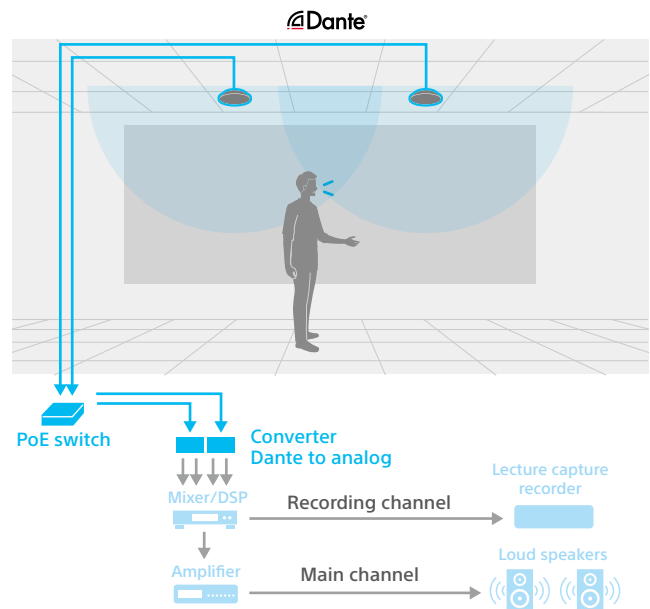 Dante®
PoE switch
Converter
Dante to analog
Mixer/DSP
Recording channel
Lecture capture
recorder
Amplifier
Main channel
Loud speakers